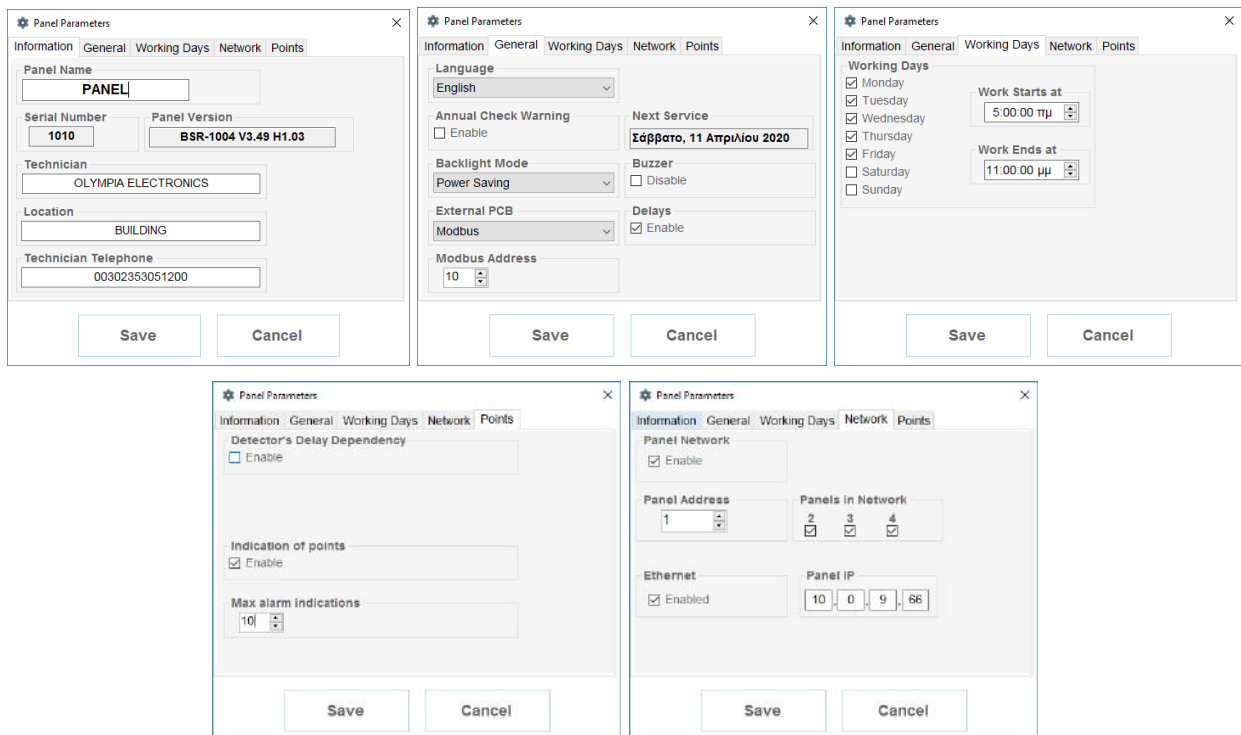 Panel Parameters
Information General Working Days Network Points
Panel Name
PANEL
Serial Number Panel Version
1010 BSR-1004 V3.49 H1.03
Technician
OLYMPIA ELECTRONICS
Location
BUILDING
Technician Telephone
00302353051200
Save Cancel
Panel Parameters
Information General Working Days Network Points
Language
English
Annual Check Warning Next Service
Enable Σάββατο, 11 Απριλίου 2020
Backlight Mode Buzzer
Power Saving Disable
External PCB Delays
Modbus Enable
Modbus Address
10
Save Cancel
Panel Parameters
Information General Working Days Network Points
Working Days
Monday
Tuesday
Wednesday
Thursday
Friday
Saturday
Sunday
Work Starts at
5:00:00 πμ
Work Ends at
11:00:00 μμ
Save Cancel
Panel Parameters
Information General Working Days Network Points
Detector's Delay Dependency
Enable
Indication of points
Enable
Max alarm indications
10
Save Cancel
Panel Parameters
Information General Working Days Network Points
Panel Network
Enable
Panel Address Panels in Network
1 2 3 4
Ethernet Panel IP
Enabled 10 . 0 . 9 . 66
Save Cancel